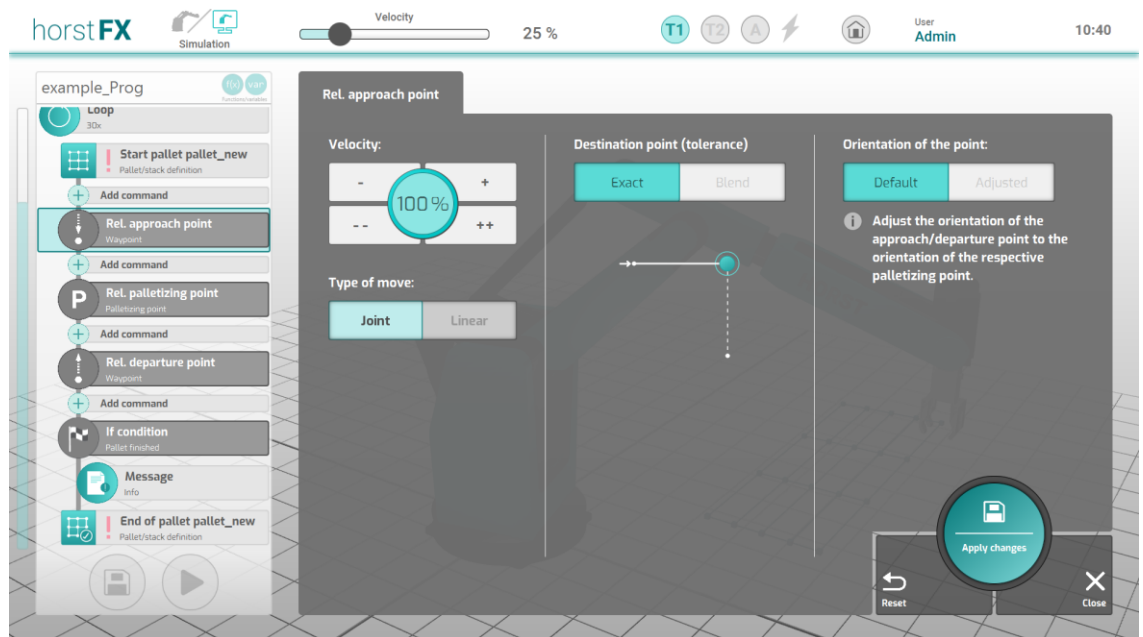 horstFX
Simulation
Velocity
25 %
T1
T2
A
User
Admin
10:40
example_Prog
f(x)
var
Functions/variables
Loop
30x
Start pallet pallet_new
Pallet/stack definition
Add command
Rel. approach point
Waypoint
Add command
P
Rel. palletizing point
Palletizing point
Add command
Rel. departure point
Waypoint
Add command
If condition
Pallet finished
Message
Info
End of pallet pallet_new
Pallet/stack definition
Rel. approach point
Velocity:
-
+
100 %
--
++
Type of move:
Joint
Linear
Destination point (tolerance)
Exact
Blend
Orientation of the point:
Default
Adjusted
Adjust the orientation of the
approach/departure point to the
orientation of the respective
palletizing point.
Apply changes
Reset
Close